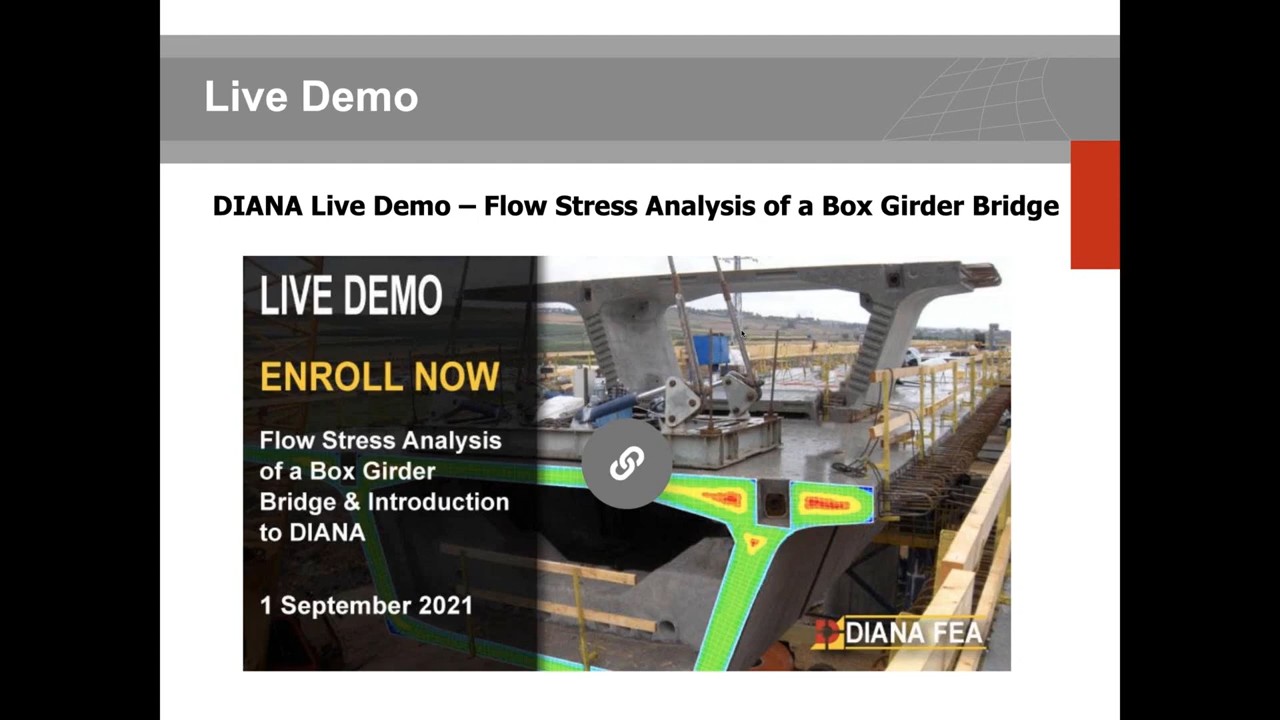 Live Demo
DIANA Live Demo – Flow Stress Analysis of a Box Girder Bridge
LIVE DEMO
ENROLL NOW
Flow Stress Analysis
of a Box Girder
Bridge & Introduction
to DIANA
1 September 2021
DIANA FEA